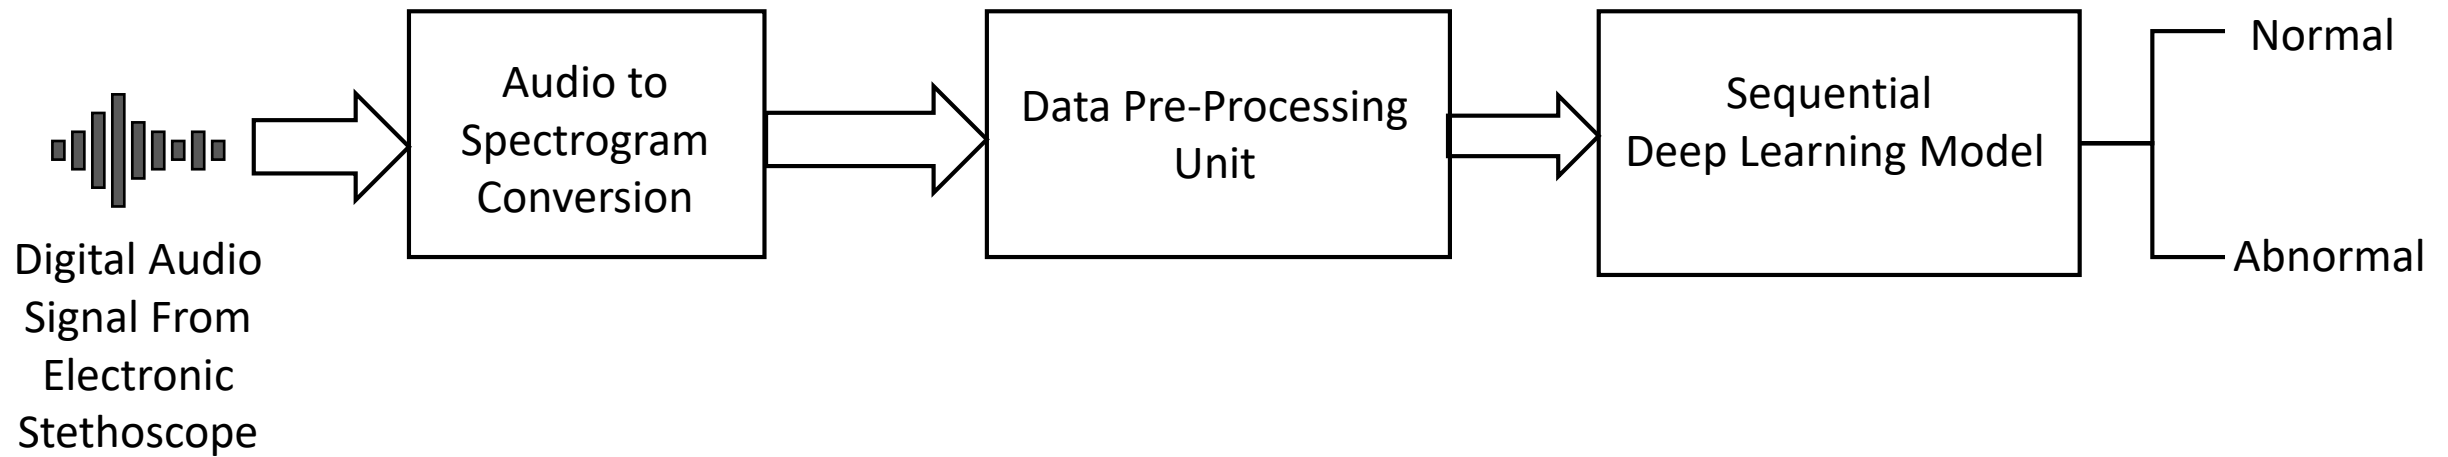 Digital Audio
Signal From
Electronic
Stethoscope
Audio to
Spectrogram
Conversion
Data Pre-Processing
Unit
Sequential
Deep Learning Model
Normal
Abnormal